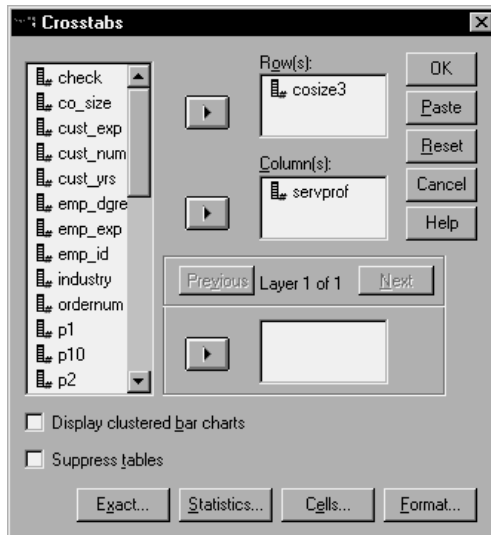 Crosstabs
check
co_size
cust_exp
cust_num
cust_yrs
emp_dgre
emp_exp
emp_id
industry
ordernum
p1
p10
p2
Row(s):
cosize3
Column(s):
servprof
Previous
Layer 1 of 1
Next
OK
Paste
Reset
Cancel
Help
Display clustered bar charts
Suppress tables
Exact...
Statistics...
Cells...
Format...